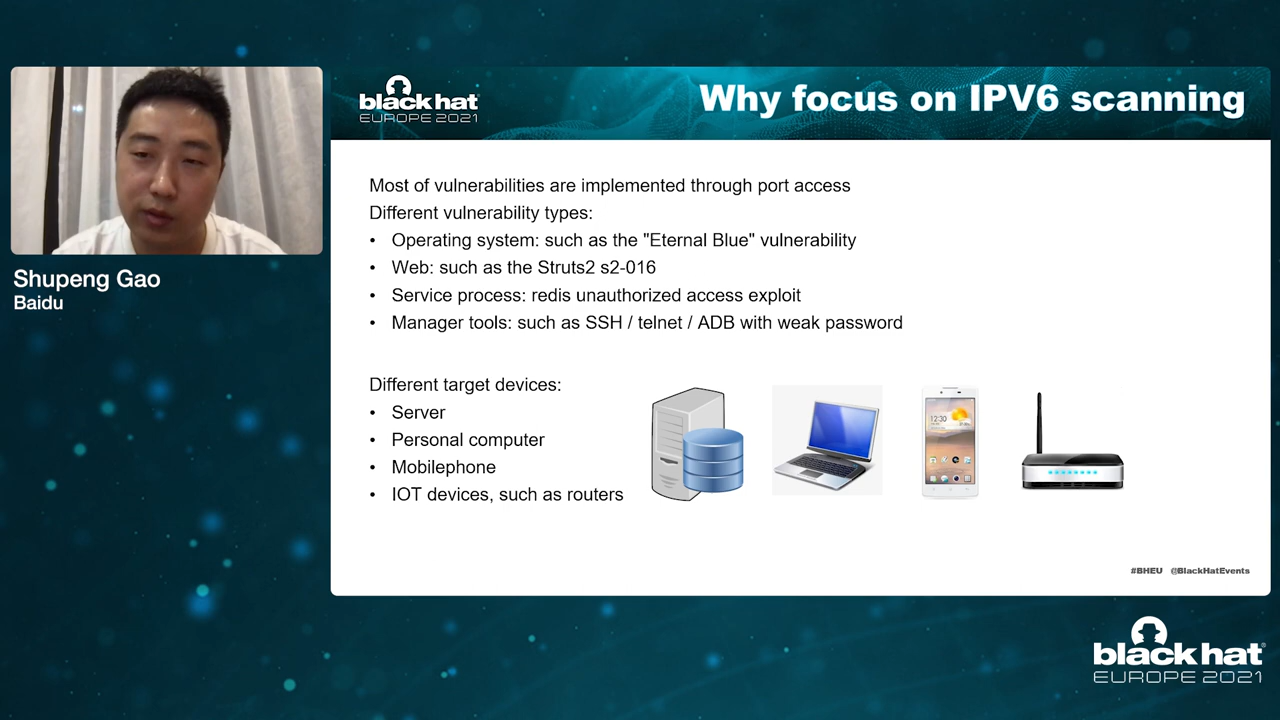 black hat
EUROPE 2021
Why focus on IPV6 scanning
Most of vulnerabilities are implemented through port access
Different vulnerability types:
• Operating system: such as the "Eternal Blue" vulnerability
• Web: such as the Struts2 s2-016
• Service process: redis unauthorized access exploit
• Manager tools: such as SSH / telnet / ADB with weak password
Shupeng Gao
Baidu
Different target devices:
• Server
• Personal computer
• Mobilephone
• IOT devices, such as routers
12:30
#BHEU @BlackHatEvents
black hat
EUROPE 2021